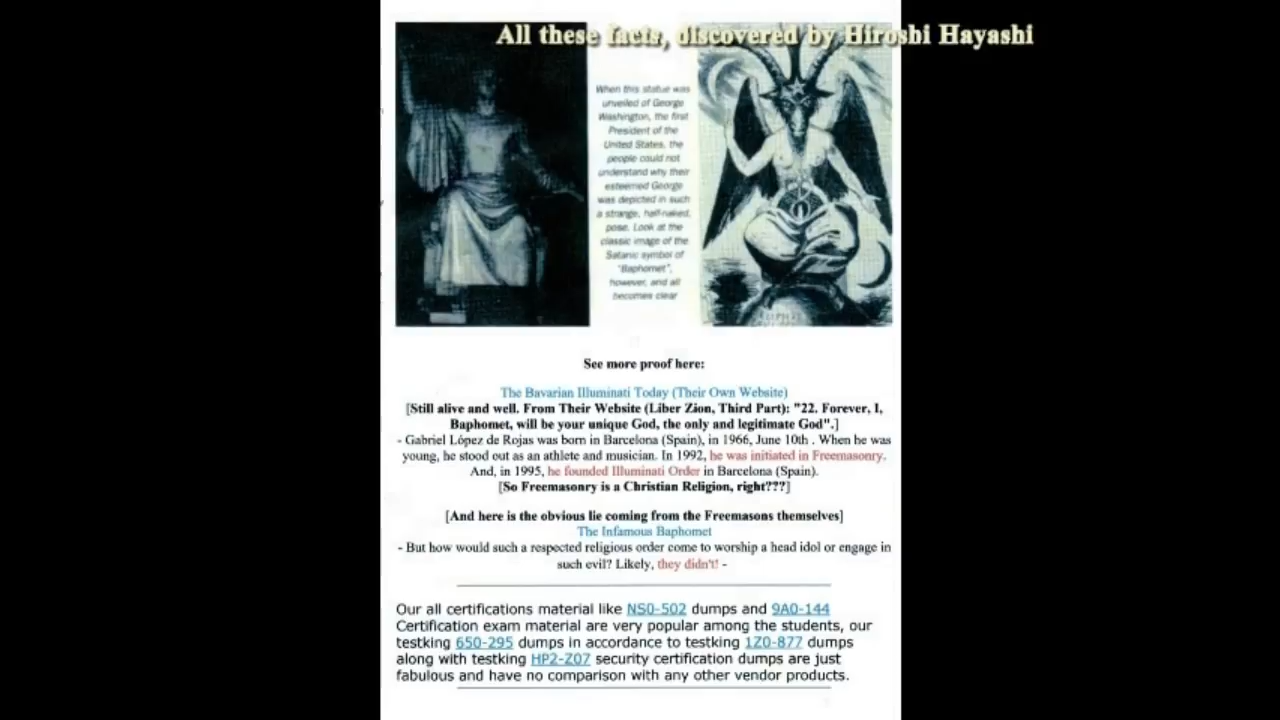 All these facts, discovered by Hiroshi Hayashi
When this statue was
unveiled of George
Washington, the first
President of the
United States, the
people could not
understand why their
esteemed George
was depicted in such
a strange, half-naked,
pose. Look at the
classic image of the
Satanic symbol of
"Baphomet",
however, and all
becomes clear
See more proof here:
The Bavarian Illuminati Today (Their Own Website)
[Still alive and well. From Their Website (Liber Zion, Third Part): "22. Forever, I,
Baphomet, will be your unique God, the only and legitimate God".]
- Gabriel López de Rojas was born in Barcelona (Spain), in 1966, June 10th . When he was
young, he stood out as an athlete and musician. In 1992, he was initiated in Freemasonry.
And, in 1995, he founded Illuminati Order in Barcelona (Spain).
[So Freemasonry is a Christian Religion, right???]
[And here is the obvious lie coming from the Freemasons themselves]
The Infamous Baphomet
- But how would such a respected religious order come to worship a head idol or engage in
such evil? Likely, they didn't! -
Our all certifications material like NS0-502 dumps and 9A0-144
Certification exam material are very popular among the students, our
testking 650-295 dumps in accordance to testking 1Z0-877 dumps
along with testking HP2-Z07 security certification dumps are just
fabulous and have no comparison with any other vendor products.